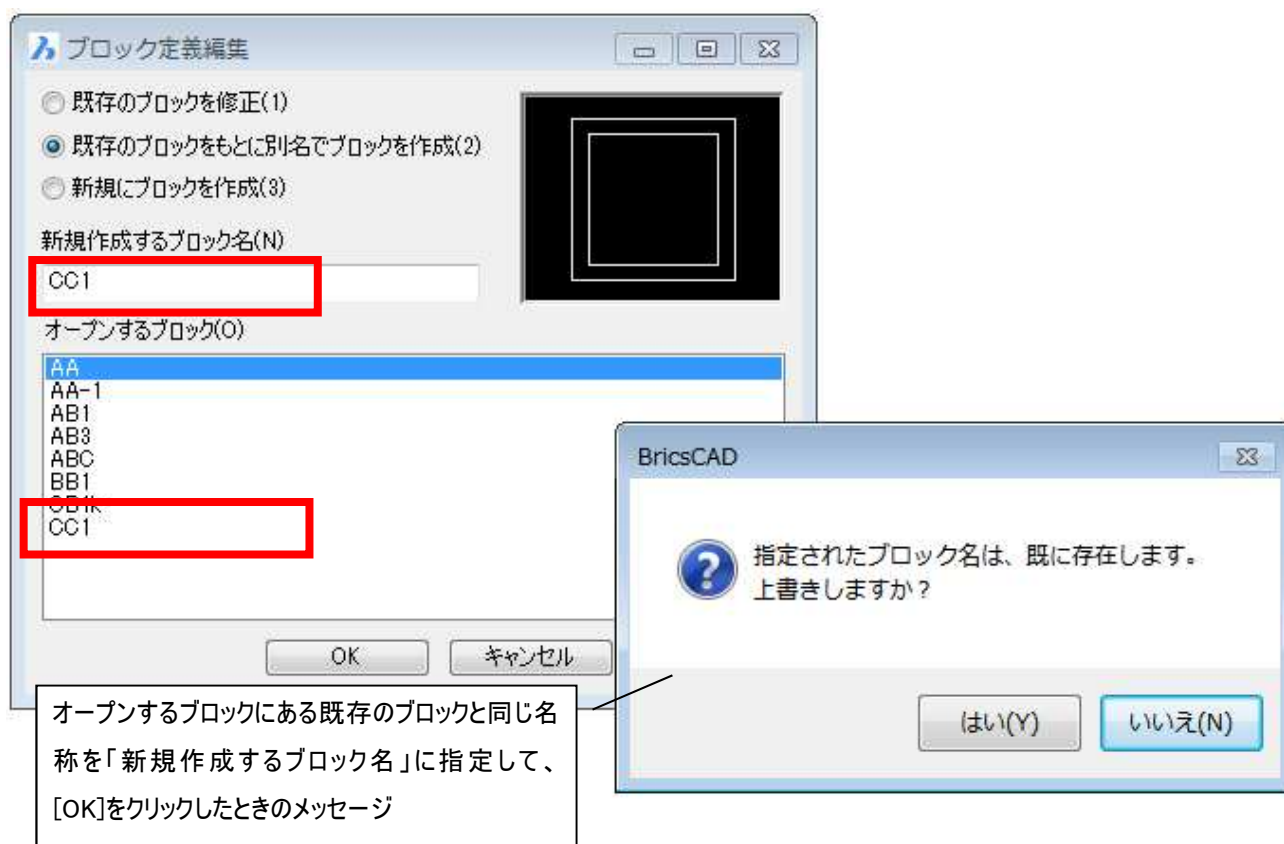 ブロック定義編集
既存のブロックを修正(1)
既存のブロックをもとに別名でブロックを作成(2)
新規にブロックを作成(3)
新規作成するブロック名(N)
CC1
オープンするブロック(O)
AA
AA-1
AB1
AB3
ABC
BB1
CC1
OK
キャンセル
BricsCAD
指定されたブロック名は、既に存在します。
上書きしますか？
はい(Y)
いいえ(N)
オープンするブロックにある既存のブロックと同じ名
称を「新規作成するブロック名」に指定して、
[OK]をクリックしたときのメッセージ